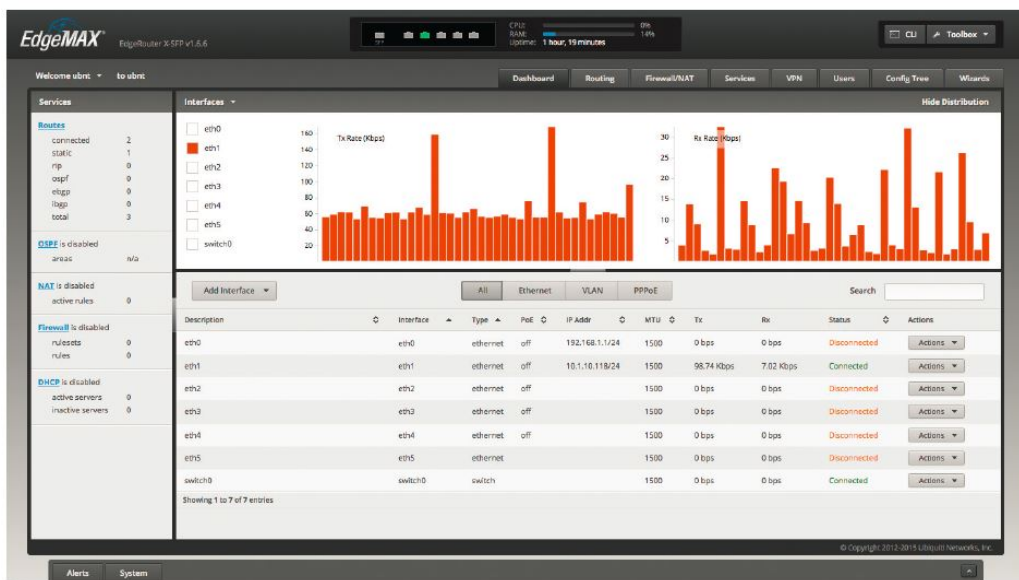 EdgeMAX EdgeRouter X-SFP v1.6.6
SFP
CPU: 0%
RAM: 14%
Uptime: 1 hour, 19 minutes
CLI Toolbox
Welcome ubnt to ubnt
Dashboard Routing Firewall/NAT Services VPN Users Config Tree Wizards
Services
Routes
connected 2
static 1
rip 0
ospf 0
ebgp 0
ibgp 0
total 3
OSPF is disabled
areas n/a
NAT is disabled
active rules 0
Firewall is disabled
rulesets 0
rules 0
DHCP is disabled
active servers 0
inactive servers 0
Interfaces Hide Distribution
eth0
eth1
eth2
eth3
eth4
eth5
switch0
Tx Rate (Kbps)
160
140
120
100
80
60
40
20
Rx Rate (Kbps)
30
25
20
15
10
5
Add Interface All Ethernet VLAN PPPoE Search
Description Interface Type PoE IP Addr MTU Tx Rx Status Actions
eth0 eth0 ethernet off 192.168.1.1/24 1500 0 bps 0 bps Disconnected Actions
eth1 eth1 ethernet off 10.1.10.118/24 1500 98.74 Kbps 7.02 Kbps Connected Actions
eth2 eth2 ethernet off 1500 0 bps 0 bps Disconnected Actions
eth3 eth3 ethernet off 1500 0 bps 0 bps Disconnected Actions
eth4 eth4 ethernet off 1500 0 bps 0 bps Disconnected Actions
eth5 eth5 ethernet 1500 0 bps 0 bps Disconnected Actions
switch0 switch0 switch 1500 0 bps 0 bps Connected Actions
Showing 1 to 7 of 7 entries
© Copyright 2012-2015 Ubiquiti Networks, Inc.
Alerts System